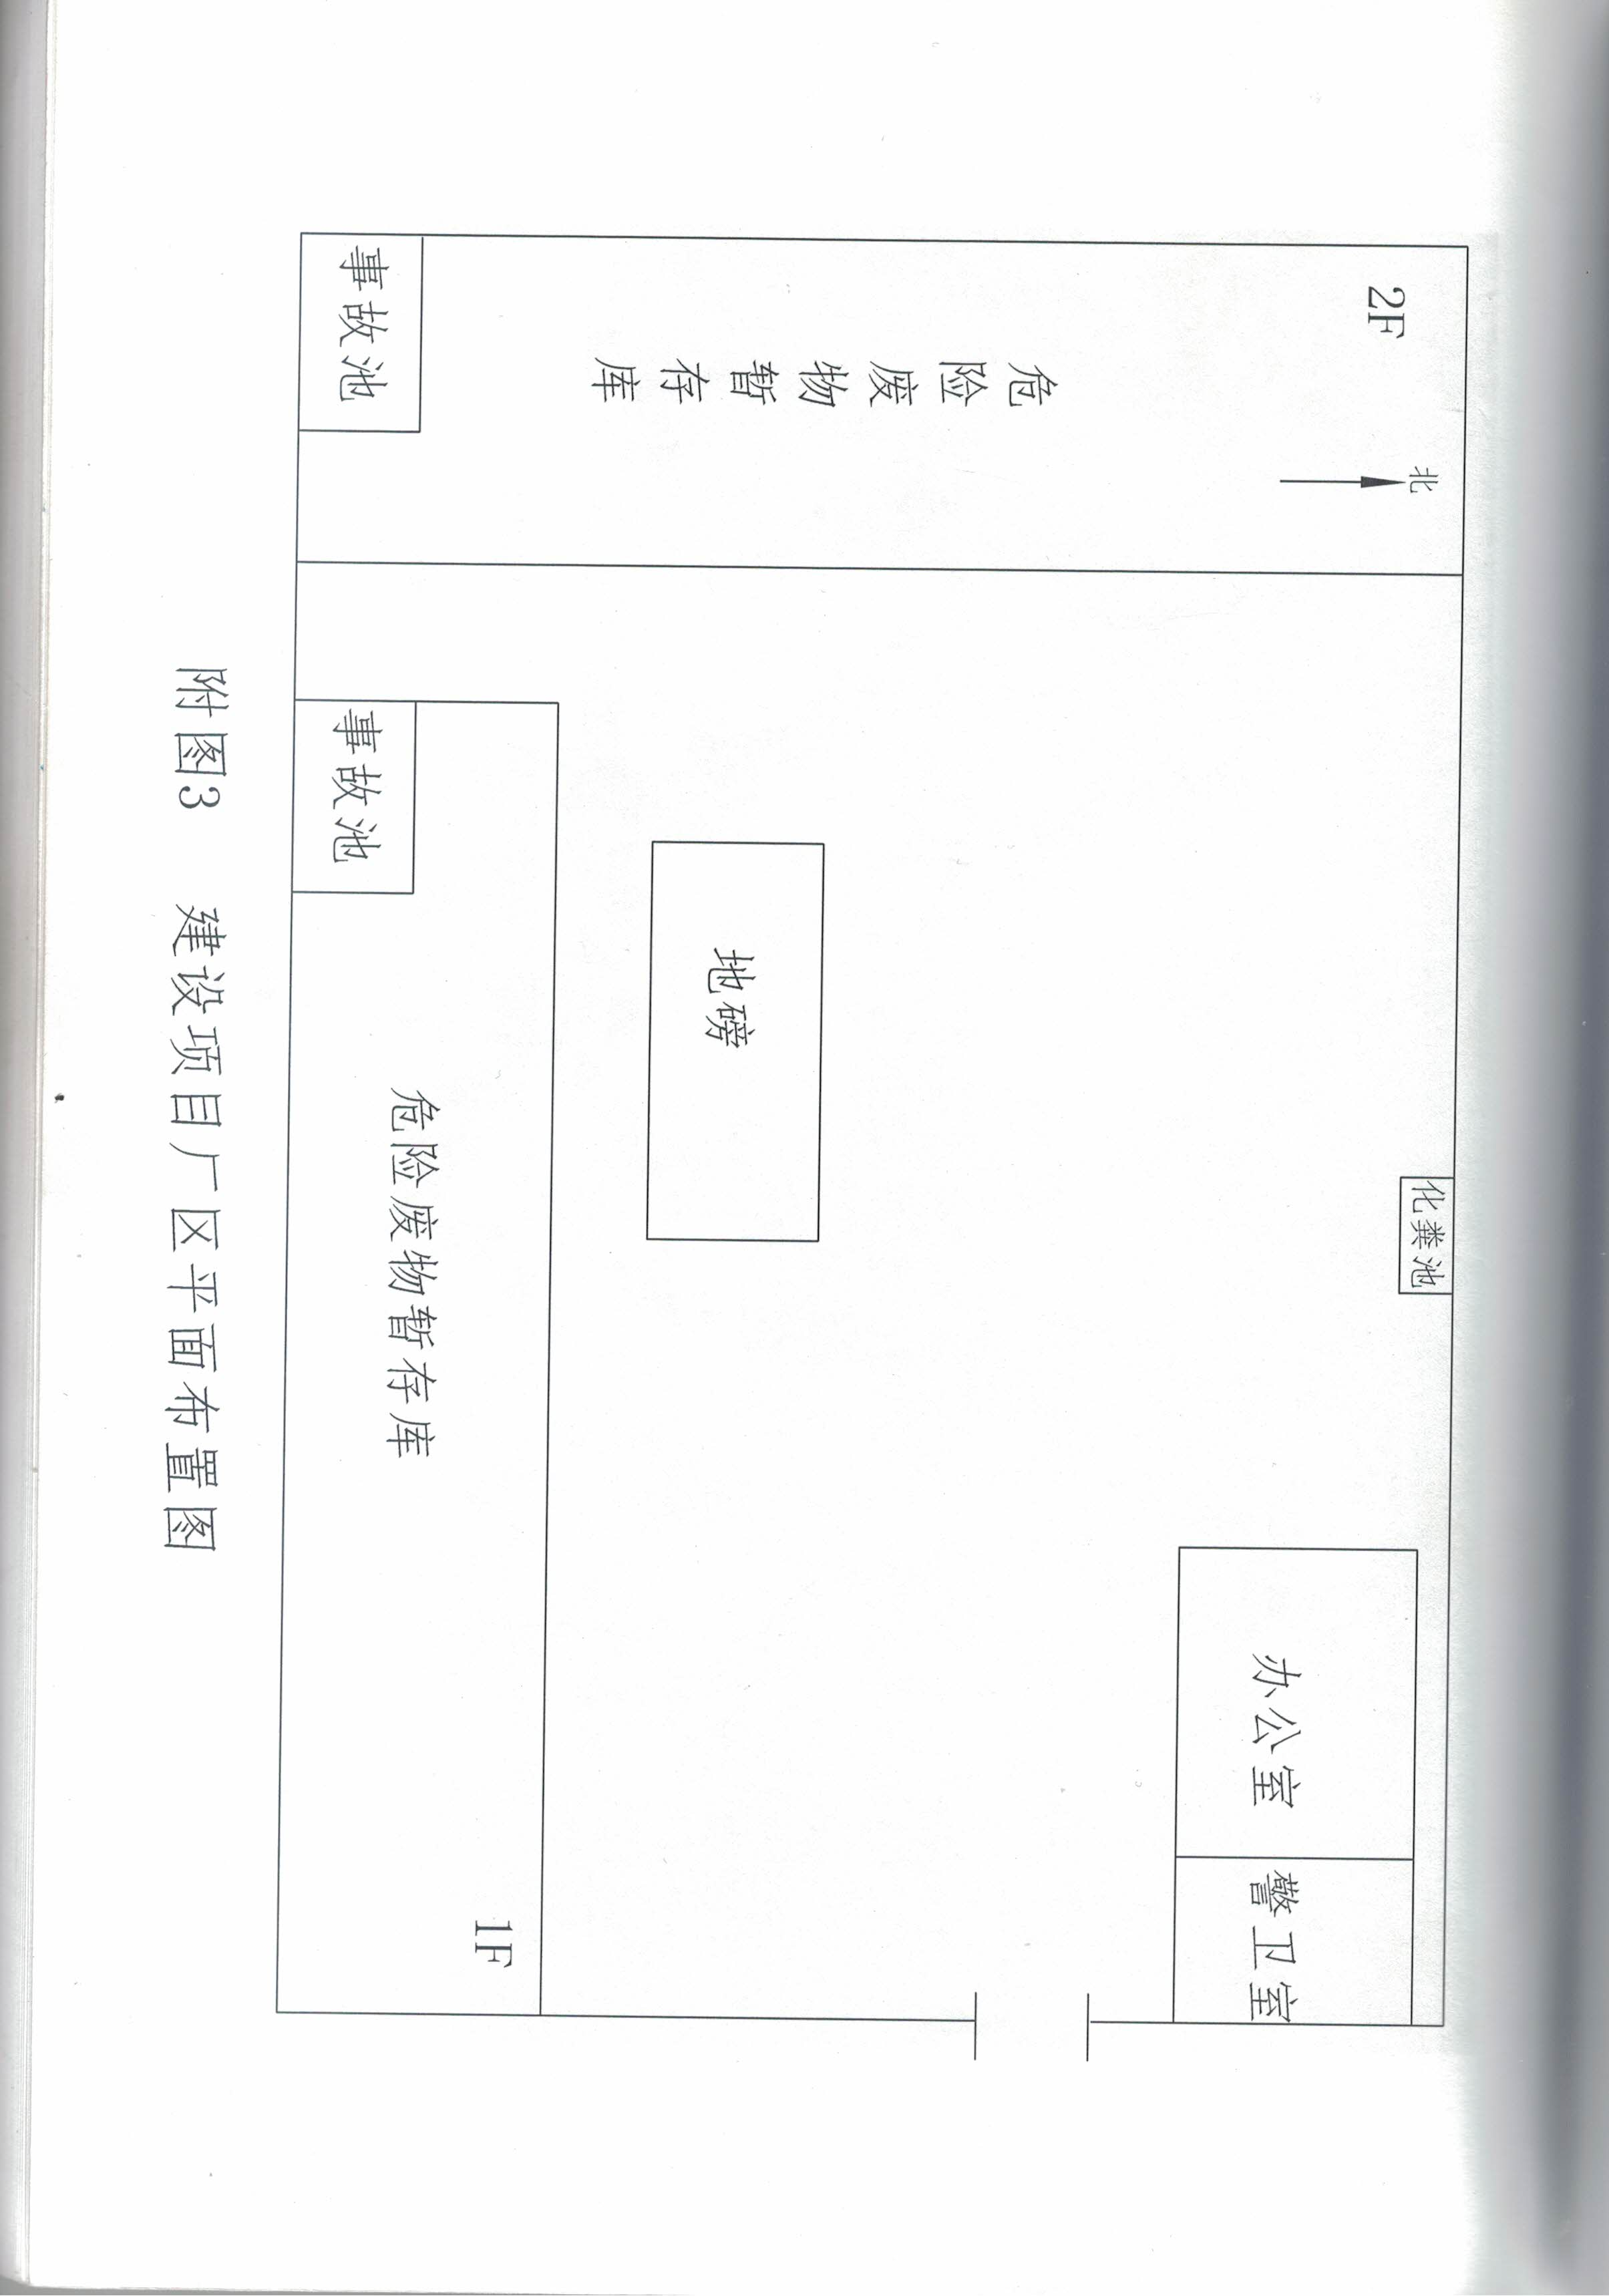 2F
北
危
险
废
物
暂
存
库
事故池
化粪池
办公室
警卫室
地磅
事故池
危险废物暂存库
1F
附图3 建设项目厂区平面布置图